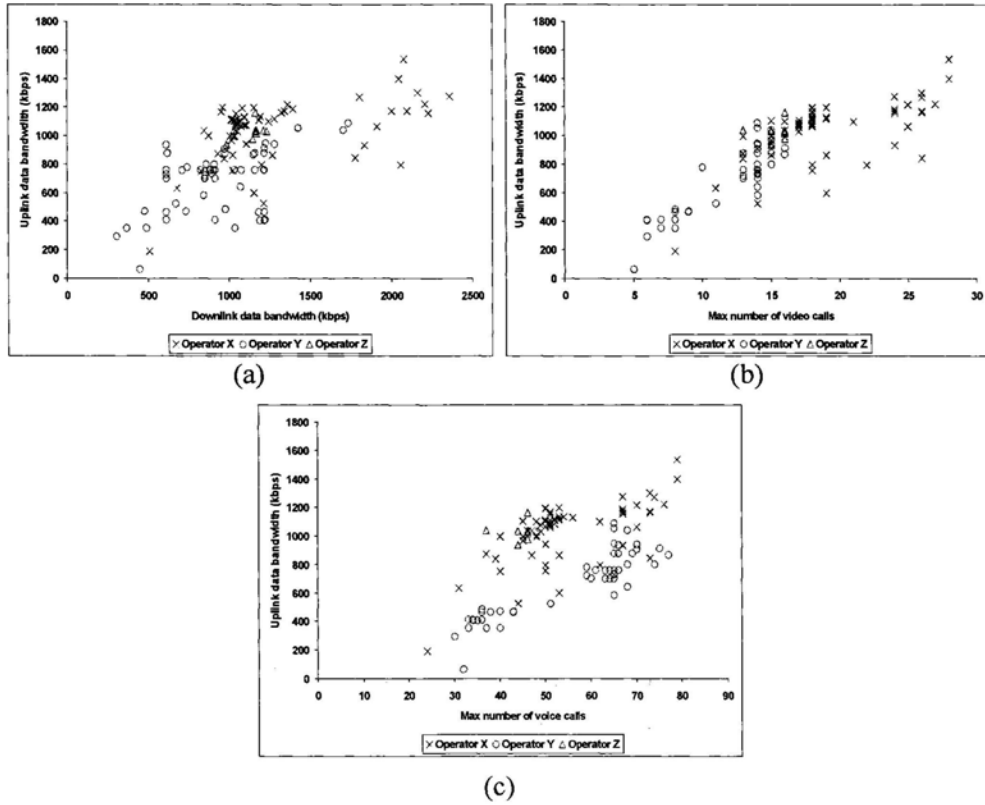 1800
1600
1400
1200
1000
800
600
400
200
0
Uplink data bandwdith (kbps)
0 500 1000 1500 2000 2500
Downlink data bandwidth (kbps)
× Operator X ○ Operator Y △ Operator Z
(a)
1800
1600
1400
1200
1000
800
600
400
200
0
Uplink data bandwidth (kbps)
0 5 10 15 20 25 30
Max number of video calls
× Operator X ○ Operator Y △ Operator Z
(b)
1800
1600
1400
1200
1000
800
600
400
200
0
Uplink data bandwidth (kbps)
0 10 20 30 40 50 60 70 80 90
Max number of voice calls
× Operator X ○ Operator Y △ Operator Z
(c)